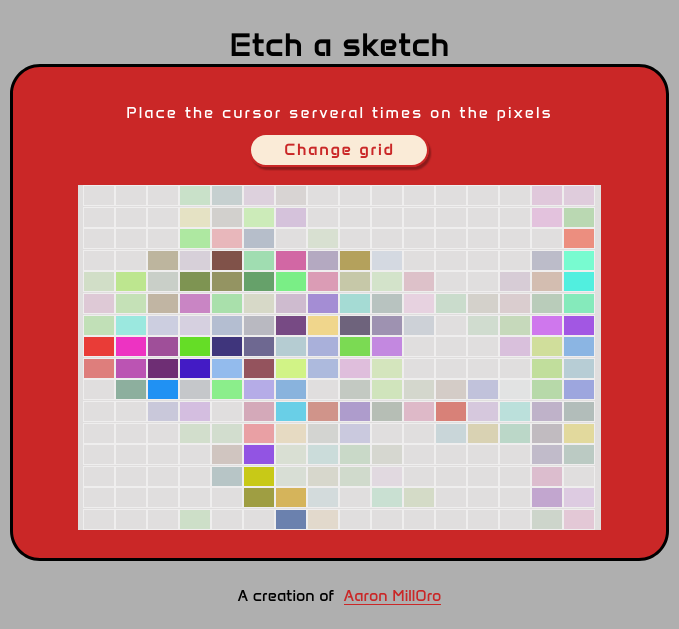 Etch a sketch
Place the cursor serveral times on the pixels
Change grid
A creation of Aaron MillOro